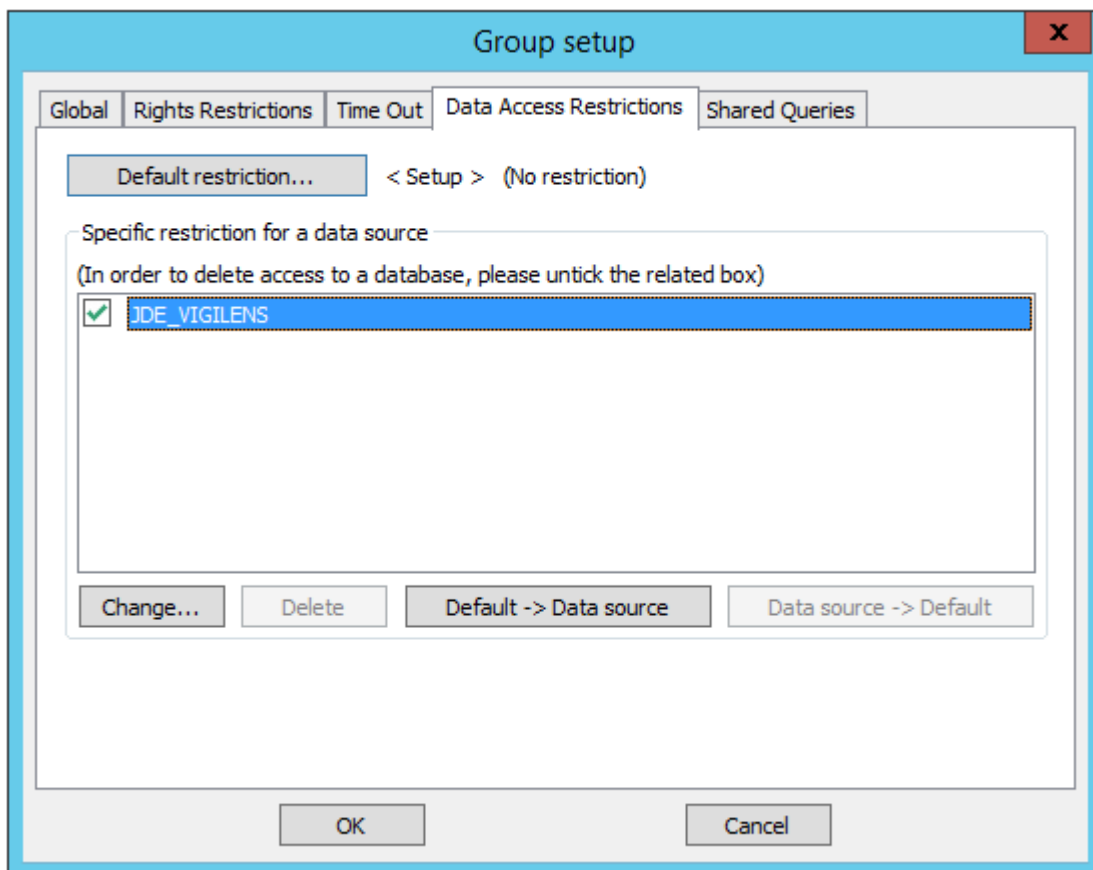 Group setup
x
Global Rights Restrictions Time Out Data Access Restrictions Shared Queries
Default restriction... < Setup > (No restriction)
Specific restriction for a data source
(In order to delete access to a database, please untick the related box)
JDE_VIGILENS
Change... Delete Default -> Data source Data source -> Default
OK Cancel